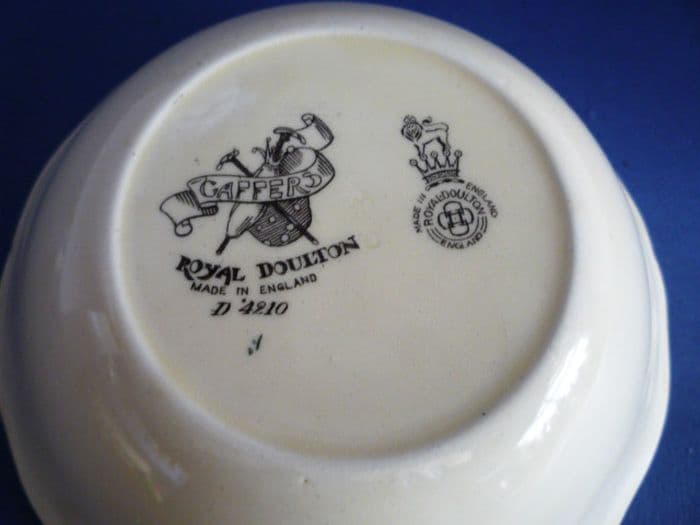 GAFFERS
ROYAL DOULTON
MADE IN ENGLAND
D 4210
MADE IN ENGLAND
ROYAL DOULTON
ENGLAND